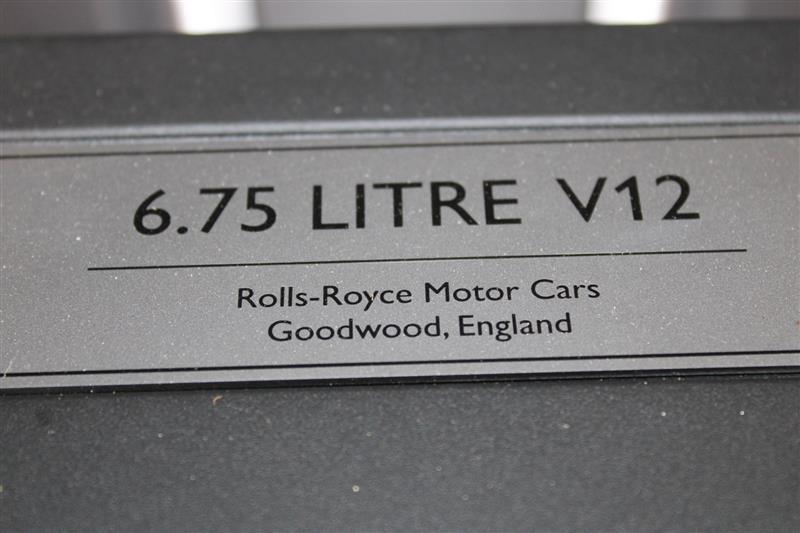 6.75 LITRE V12
Rolls-Royce Motor Cars
Goodwood, England